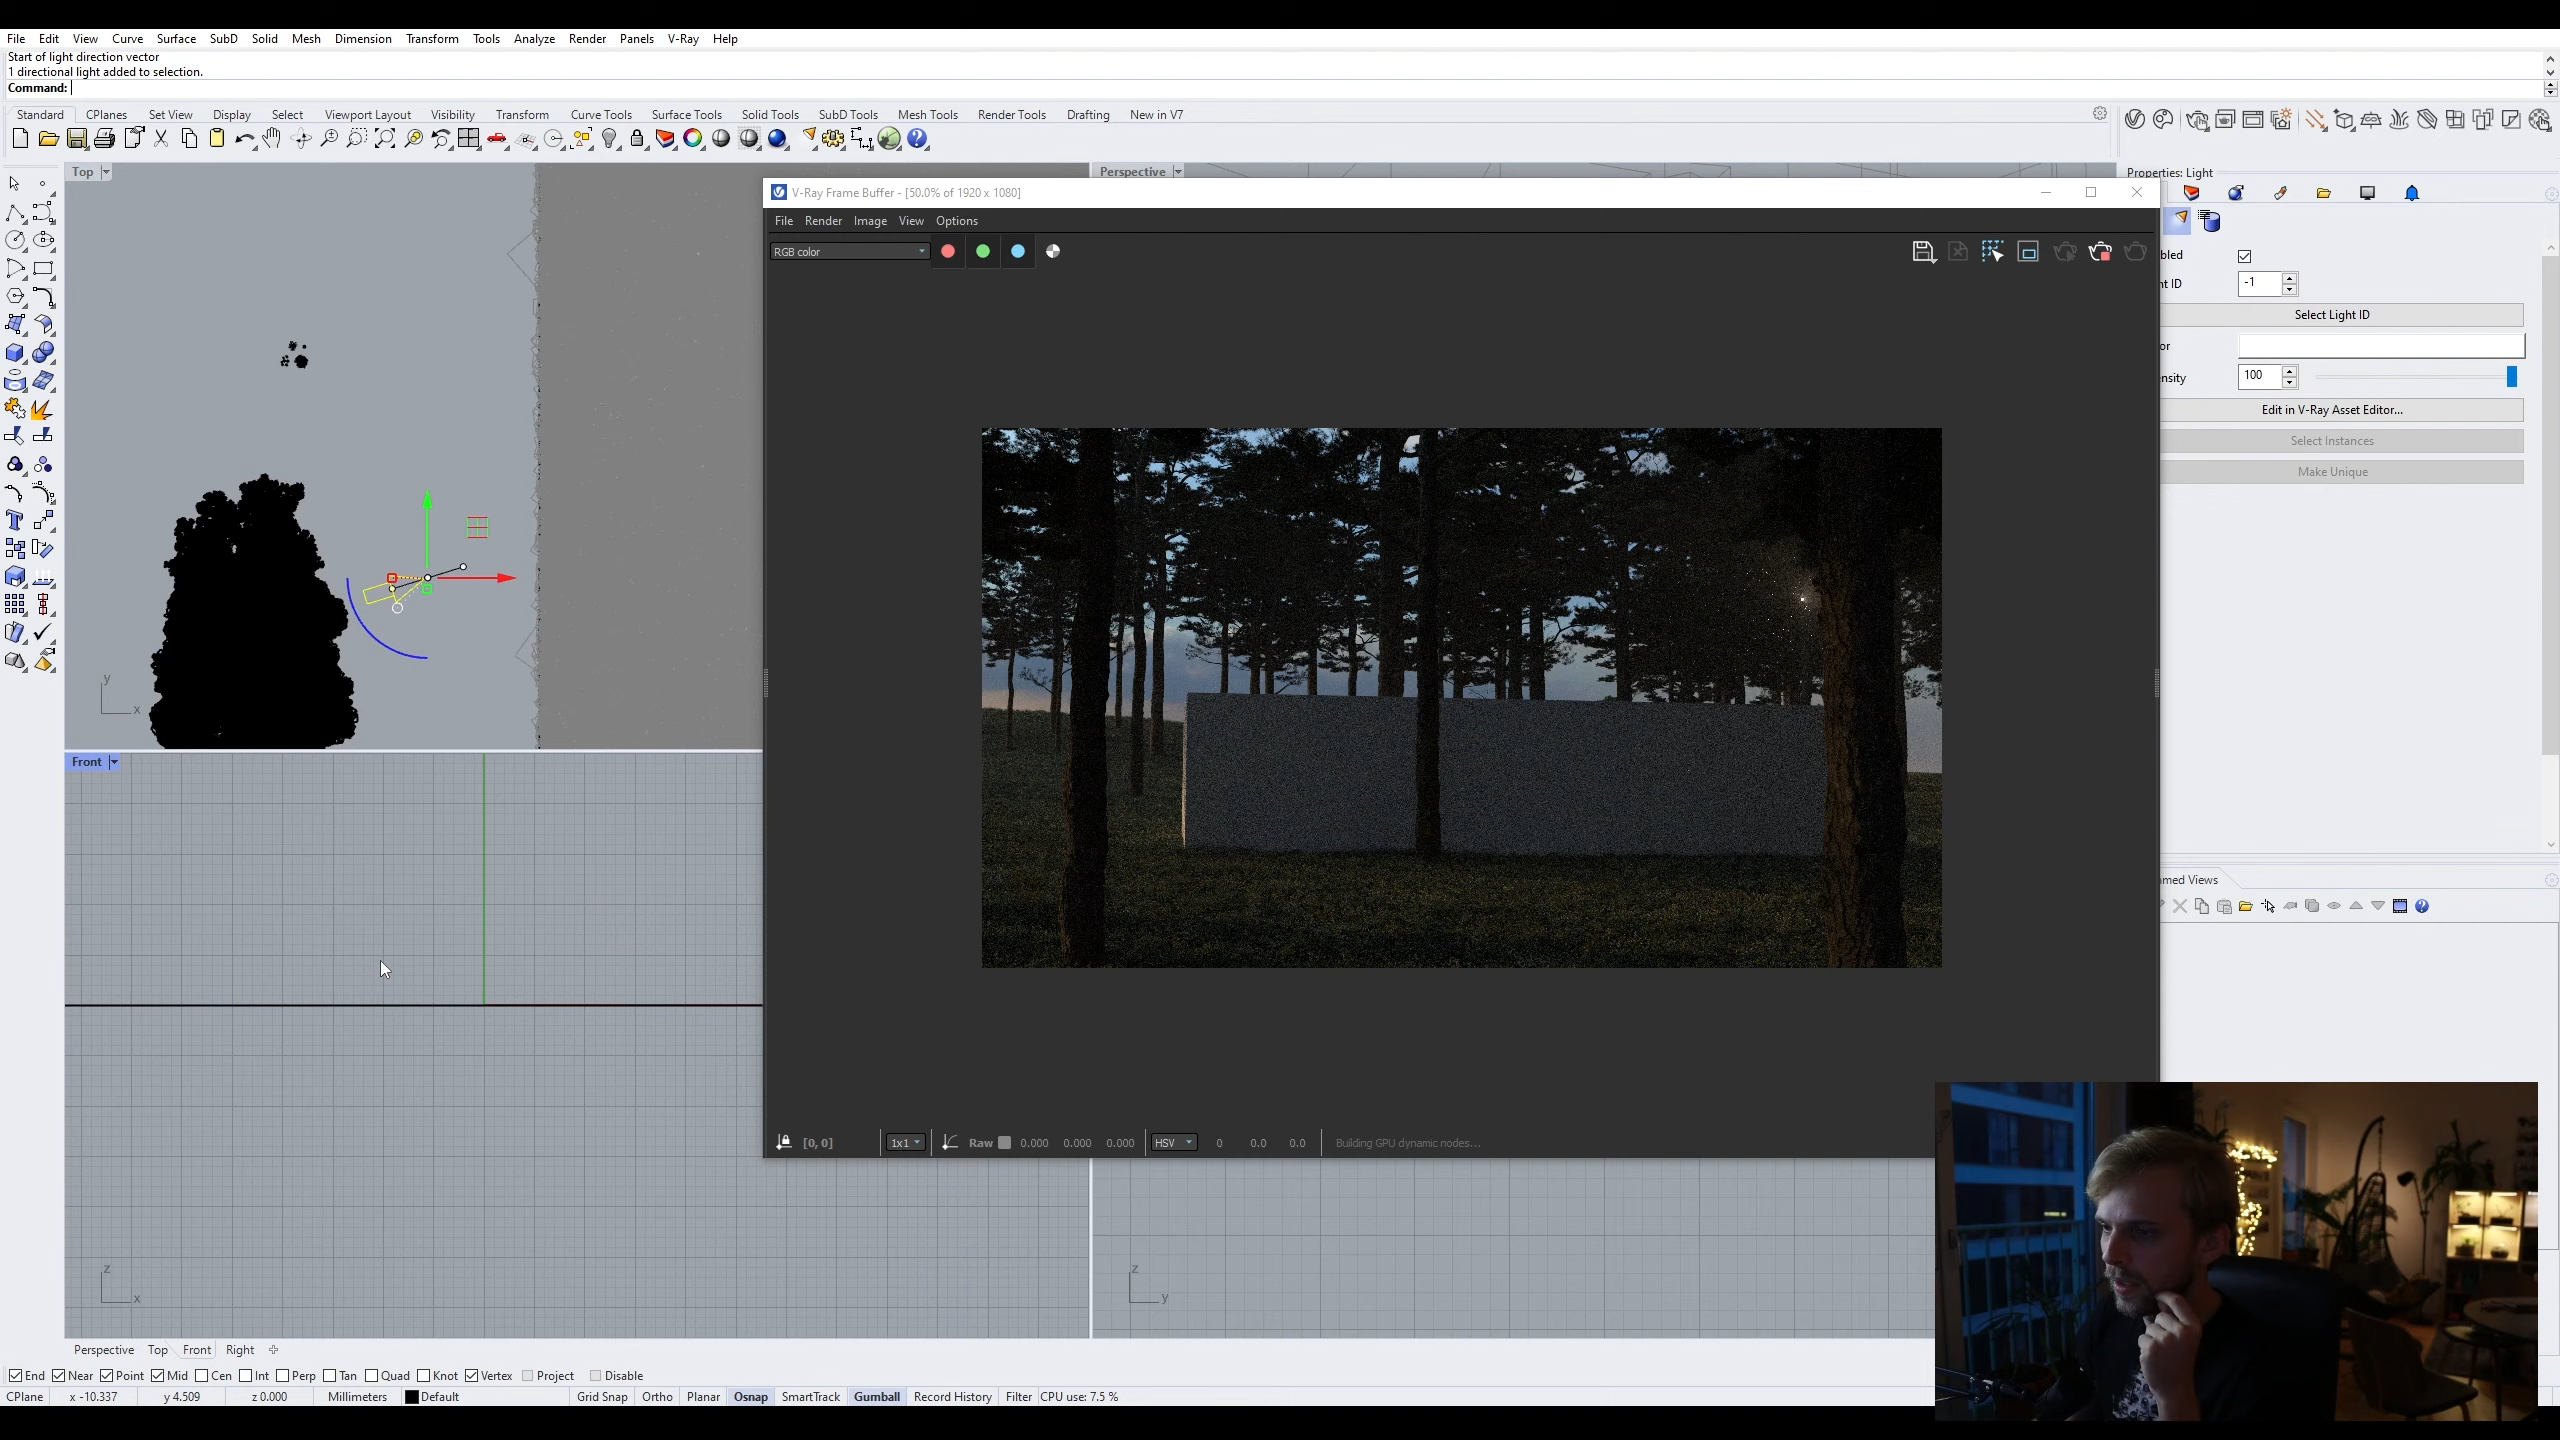 File Edit View Curve Surface SubD Solid Mesh Dimension Transform Tools Analyze Render Panels V-Ray Help
Start of light direction vector
1 directional light added to selection.
Command:
Standard CPlanes Set View Display Select Viewport Layout Visibility Transform Curve Tools Surface Tools Solid Tools SubD Tools Mesh Tools Render Tools Drafting New in V7
Top
Perspective
Properties: Light
V-Ray Frame Buffer - [50.0% of 1920 x 1080]
File Render Image View Options
RGB color
bled
ht ID -1
Select Light ID
or
ensity 100
Edit in V-Ray Asset Editor...
Select Instances
Make Unique
y
x
Front
amed Views
[0, 0] 1x1 Raw 0.000 0.000 0.000 HSV 0 0.0 0.0 Building GPU dynamic nodes...
z
x
z
y
Perspective Top Front Right
End Near Point Mid Cen Int Perp Tan Quad Knot Vertex Project Disable
CPlane x -10.337 y 4.509 z 0.000 Millimeters Default Grid Snap Ortho Planar Osnap SmartTrack Gumball Record History Filter CPU use: 7.5 %